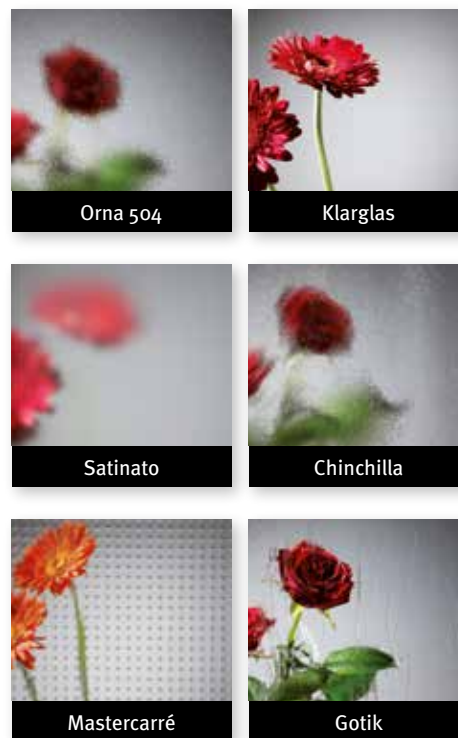 Orna 504
Klarglas
Satinato
Chinchilla
Mastercarré
Gotik